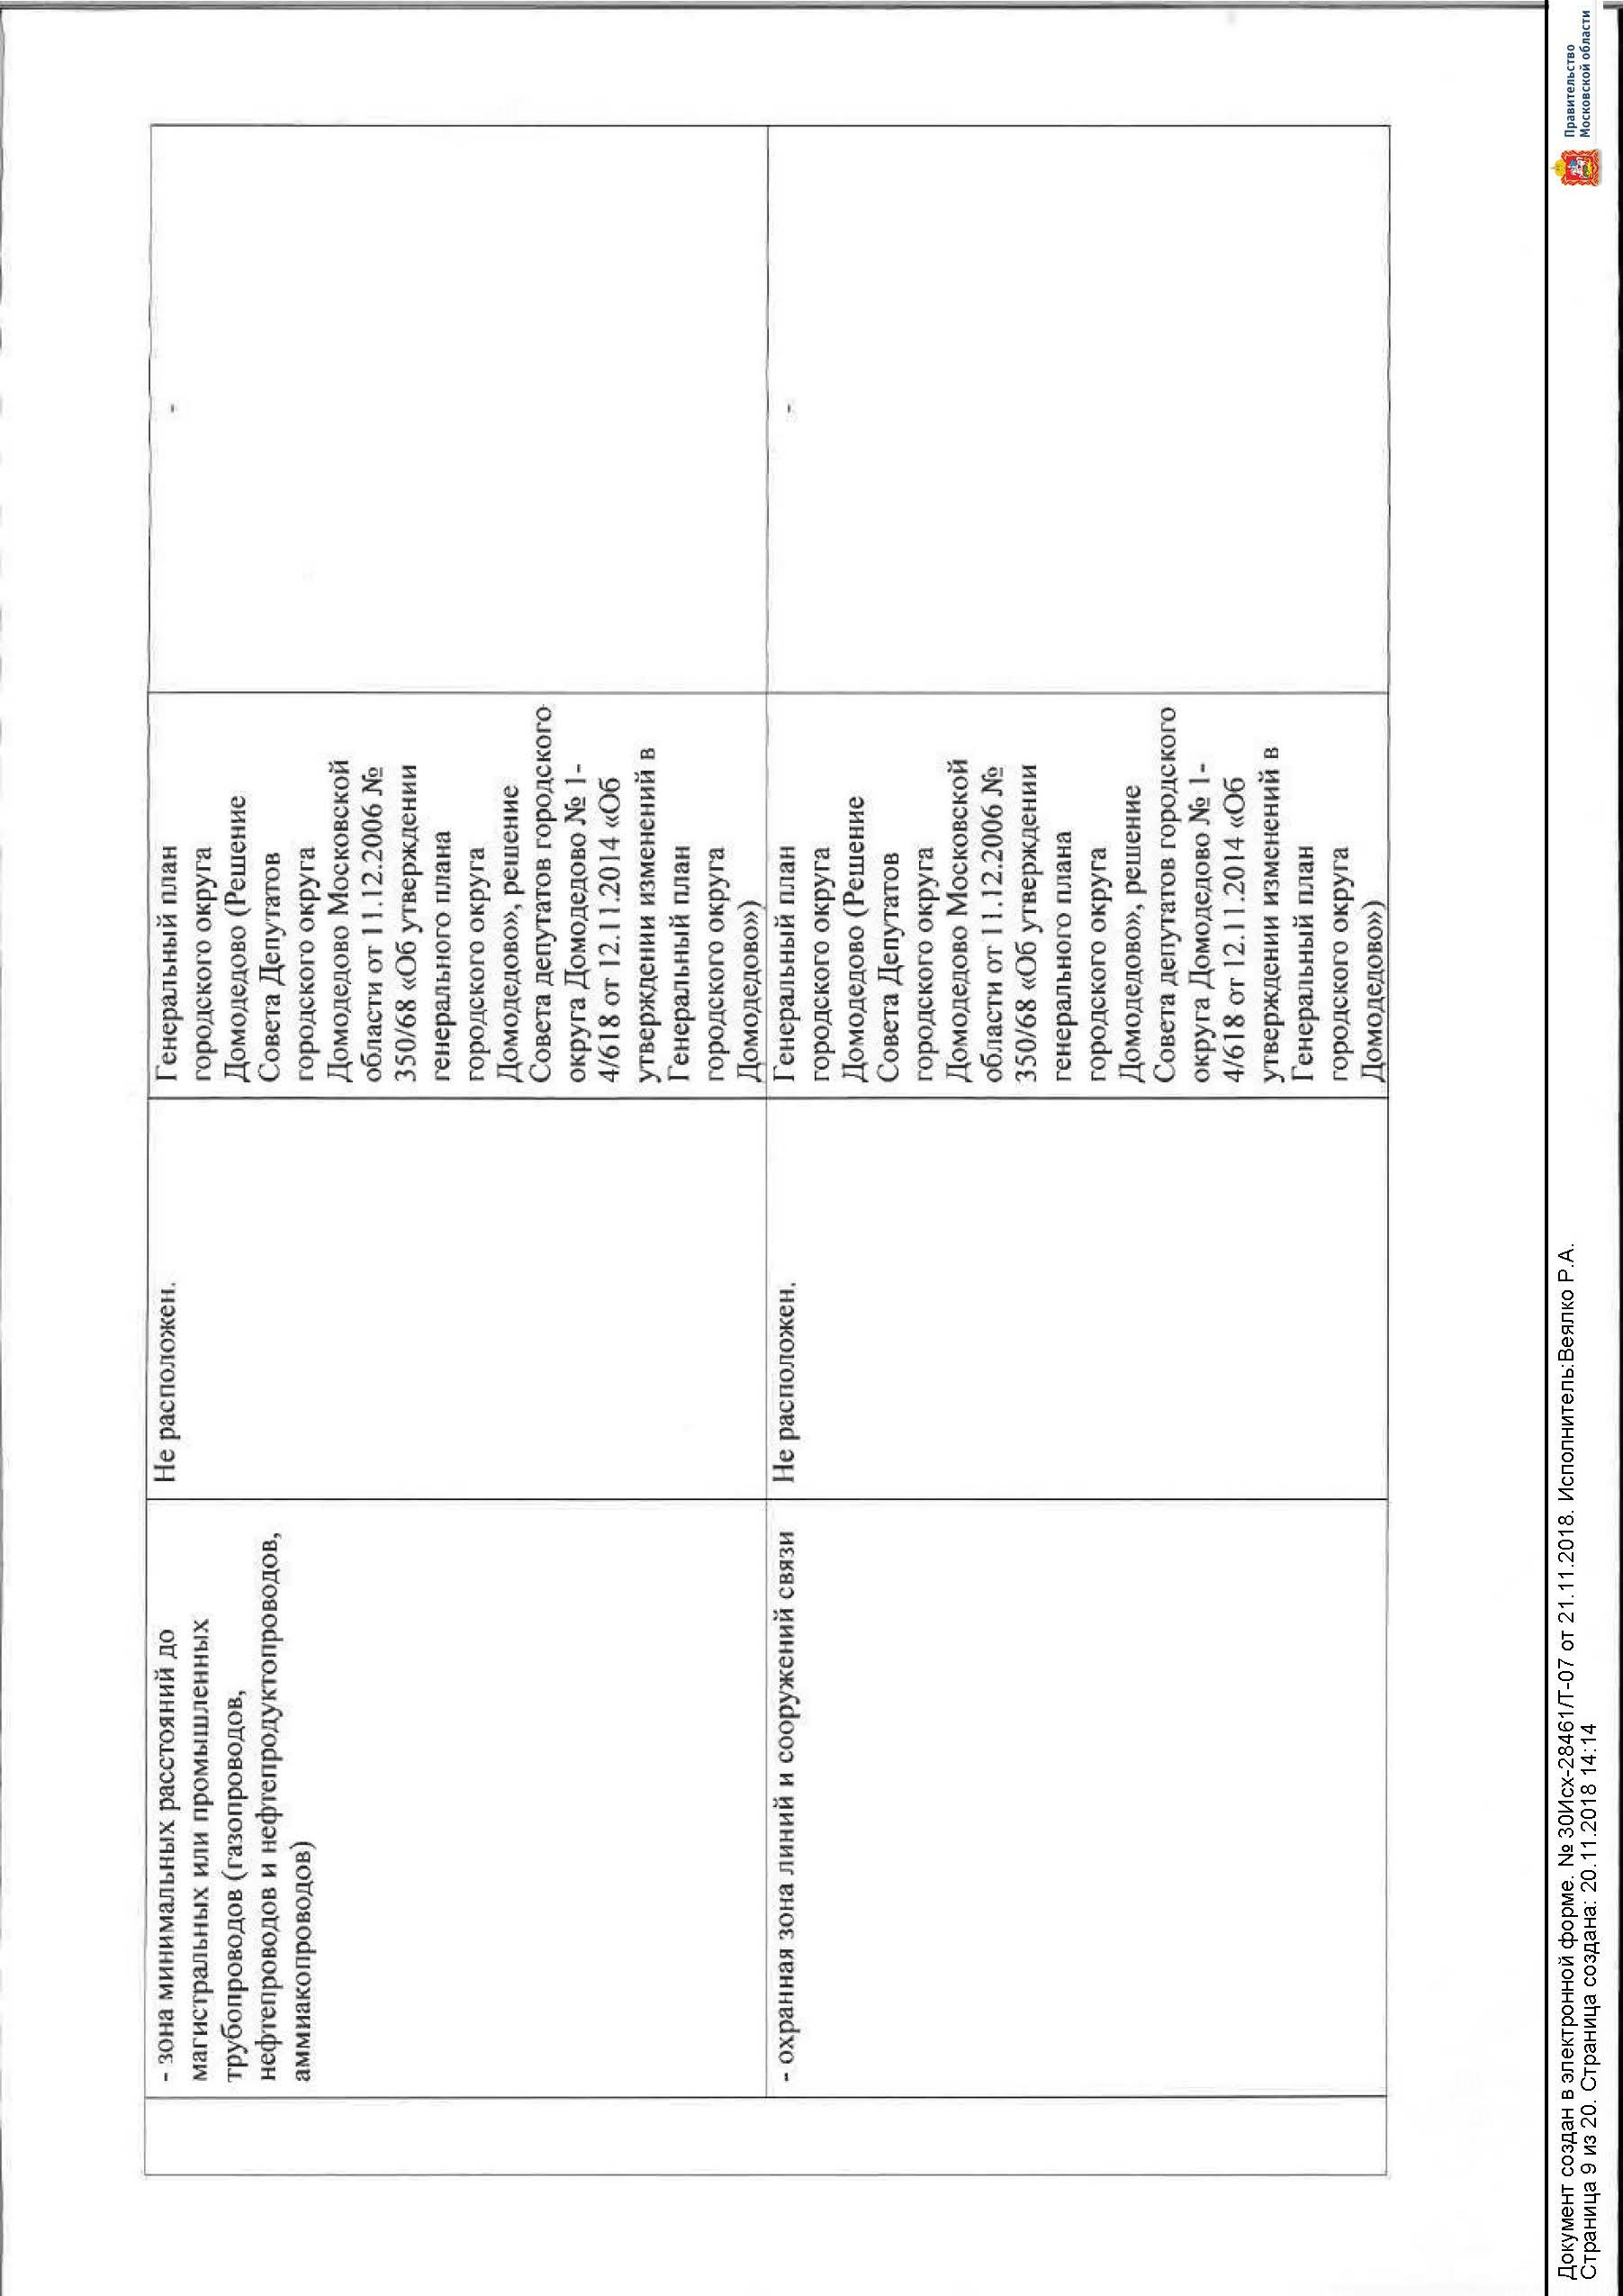 - зона минимальных расстояний до
магистральных или промышленных
трубопроводов (газопроводов,
нефтепроводов и нефтепродуктопроводов,
аммиакопроводов)
Не расположен.
Генеральный план
городского округа
Домодедово (Решение
Совета Депутатов
городского округа
Домодедово Московской
области от 11.12.2006 №
350/68 «Об утверждении
генерального плана
городского округа
Домодедово», решение
Совета депутатов городского
округа Домодедово № 1-
4/618 от 12.11.2014 «Об
утверждении изменений в
Генеральный план
городского округа
Домодедово»)
-
- охранная зона линий и сооружений связи
Не расположен.
Генеральный план
городского округа
Домодедово (Решение
Совета Депутатов
городского округа
Домодедово Московской
области от 11.12.2006 №
350/68 «Об утверждении
генерального плана
городского округа
Домодедово», решение
Совета депутатов городского
округа Домодедово № 1-
4/618 от 12.11.2014 «Об
утверждении изменений в
Генеральный план
городского округа
Домодедово»)
-
Документ создан в электронной форме. № 30Исх-28461/Т-07 от 21.11.2018. Исполнитель:Веялко Р.А.
Страница 9 из 20. Страница создана: 20.11.2018 14:14
Правительство
Московской области